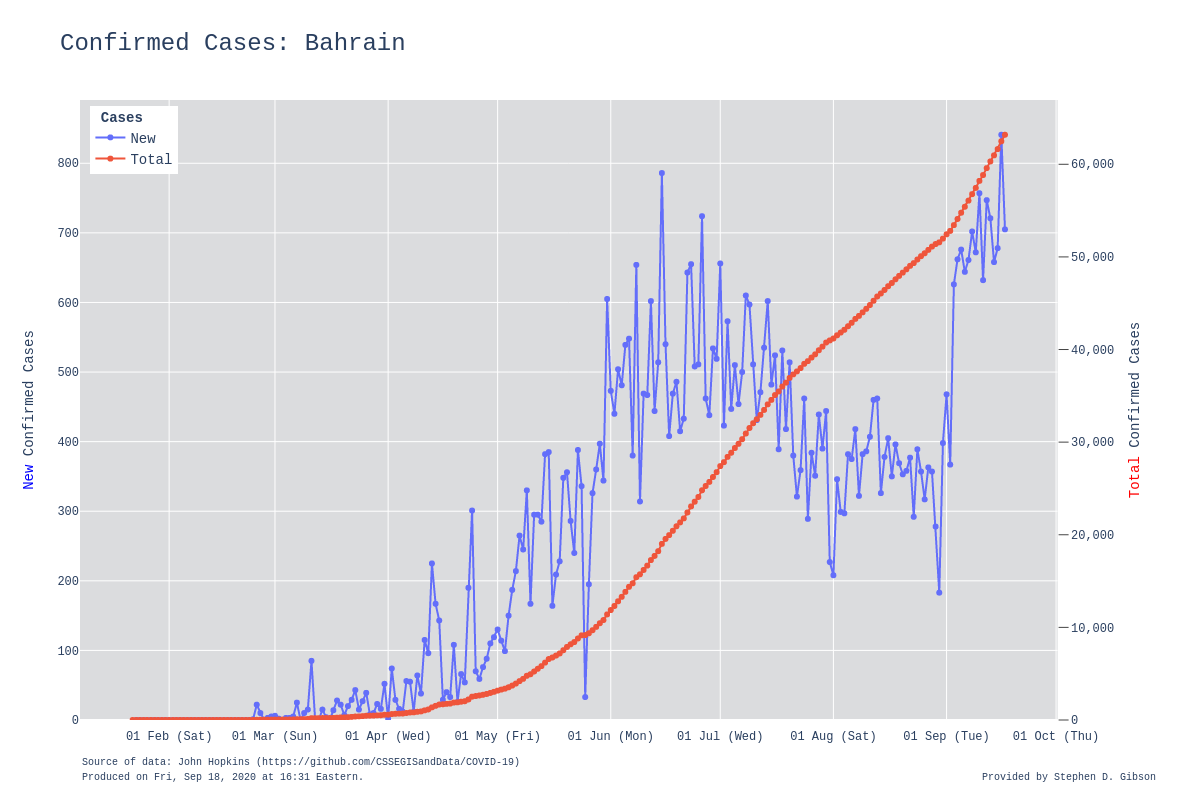 Confirmed Cases: Bahrain
Cases
New
Total
800
700
600
500
400
300
200
100
0
60,000
50,000
40,000
30,000
20,000
10,000
0
New Confirmed Cases
Total Confirmed Cases
01 Feb (Sat) 01 Mar (Sun) 01 Apr (Wed) 01 May (Fri) 01 Jun (Mon) 01 Jul (Wed) 01 Aug (Sat) 01 Sep (Tue) 01 Oct (Thu)
Source of data: John Hopkins (https://github.com/CSSEGISandData/COVID-19)
Produced on Fri, Sep 18, 2020 at 16:31 Eastern.
Provided by Stephen D. Gibson